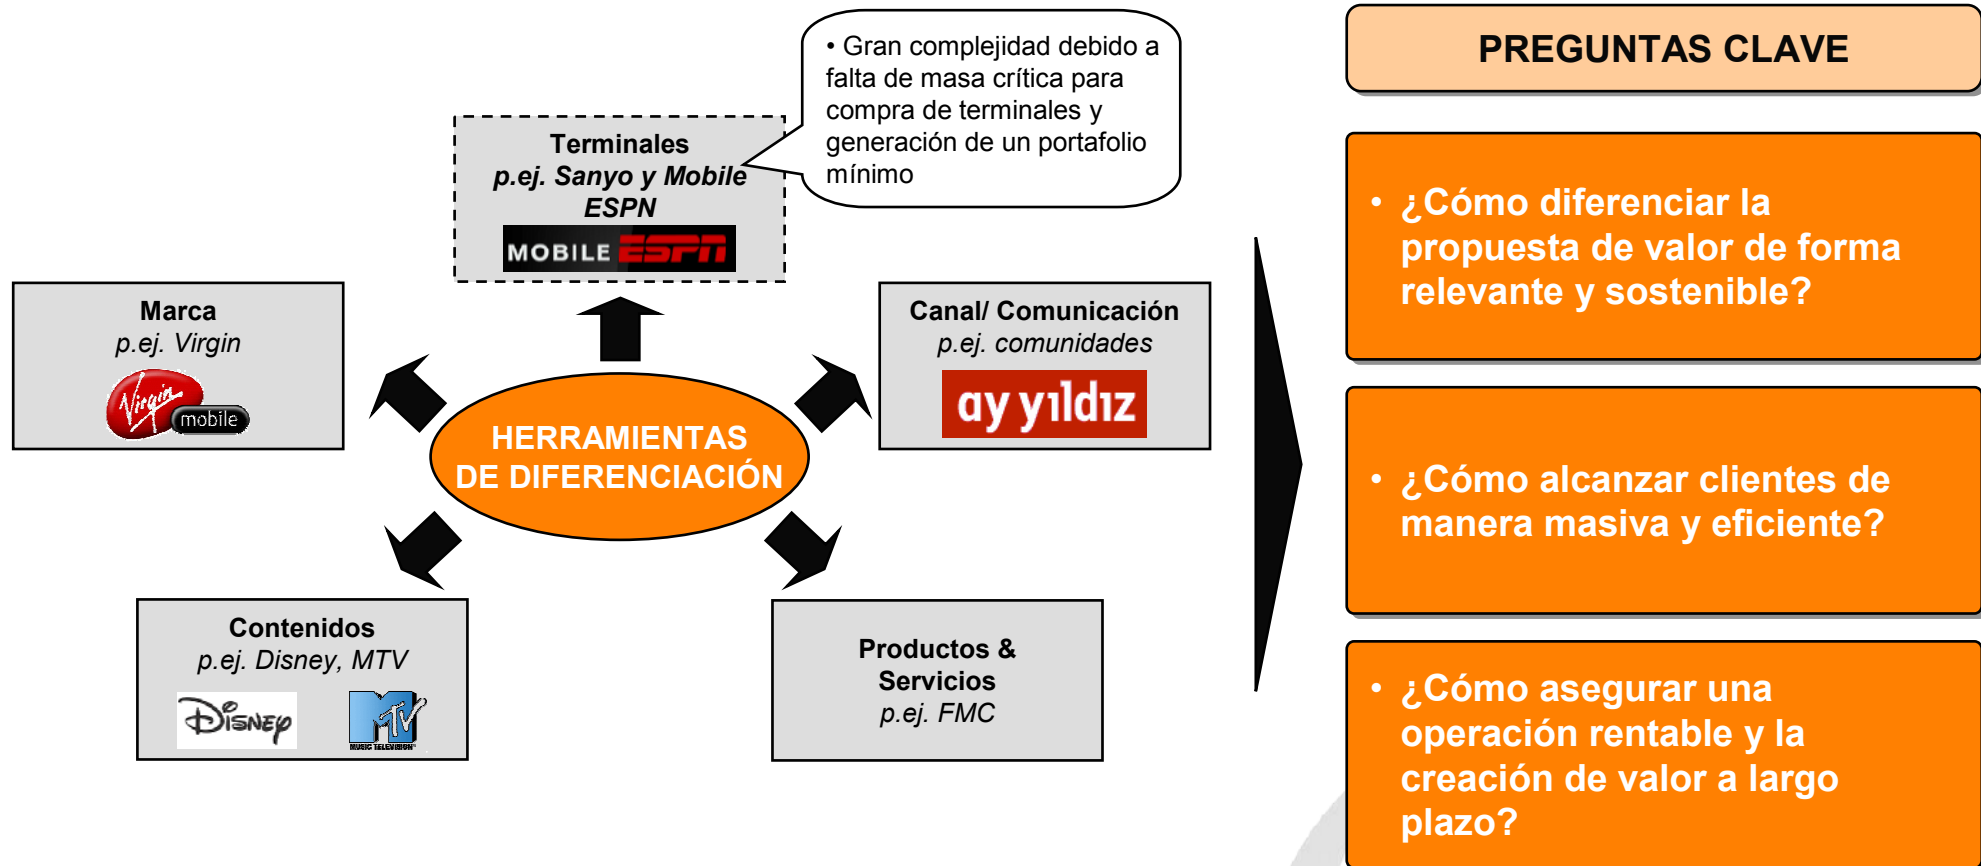 • Gran complejidad debido a
falta de masa crítica para
compra de terminales y
generación de un portafolio
mínimo
Terminales
p.ej. Sanyo y Mobile
ESPN
MOBILE ESPN
Marca
p.ej. Virgin
Virgin
mobile
Canal/ Comunicación
p.ej. comunidades
ay yıldız
HERRAMIENTAS
DE DIFERENCIACIÓN
Contenidos
p.ej. Disney, MTV
Disney
MTV
MUSIC TELEVISION
Productos &
Servicios
p.ej. FMC
PREGUNTAS CLAVE
• ¿Cómo diferenciar la
propuesta de valor de forma
relevante y sostenible?
• ¿Cómo alcanzar clientes de
manera masiva y eficiente?
• ¿Cómo asegurar una
operación rentable y la
creación de valor a largo
plazo?